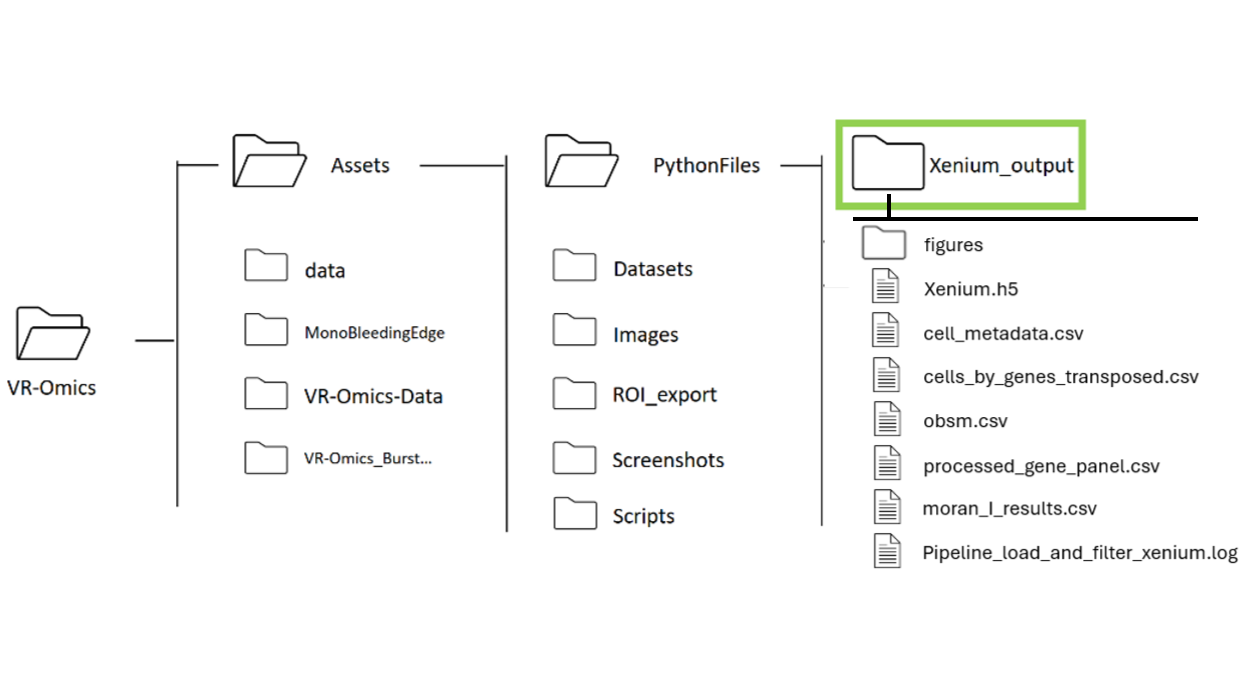 VR-Omics
Assets
data
MonoBleedingEdge
VR-Omics-Data
VR-Omics_Burst...
PythonFiles
Datasets
Images
ROI_export
Screenshots
Scripts
Xenium_output
figures
Xenium.h5
cell_metadata.csv
cells_by_genes_transposed.csv
obsm.csv
processed_gene_panel.csv
moran_I_results.csv
Pipeline_load_and_filter_xenium.log